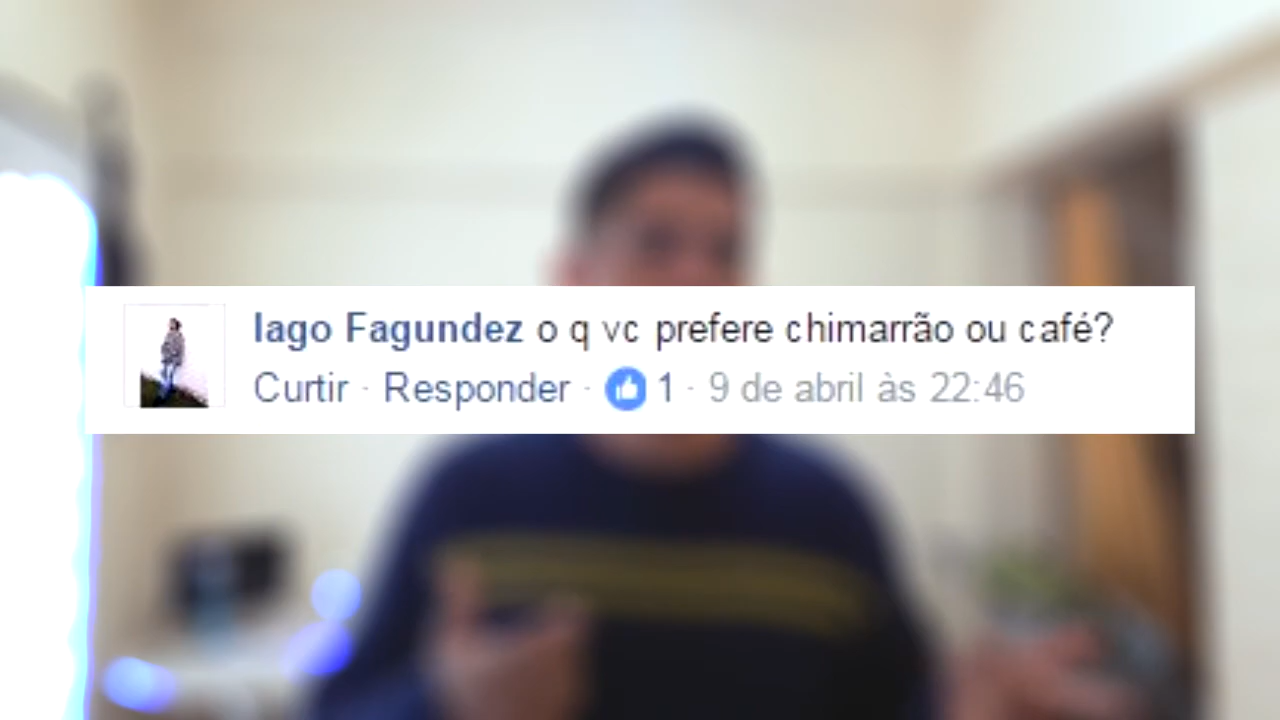 Iago Fagundez o q vc prefere chimarrão ou café?
Curtir · Responder · 1 · 9 de abril às 22:46